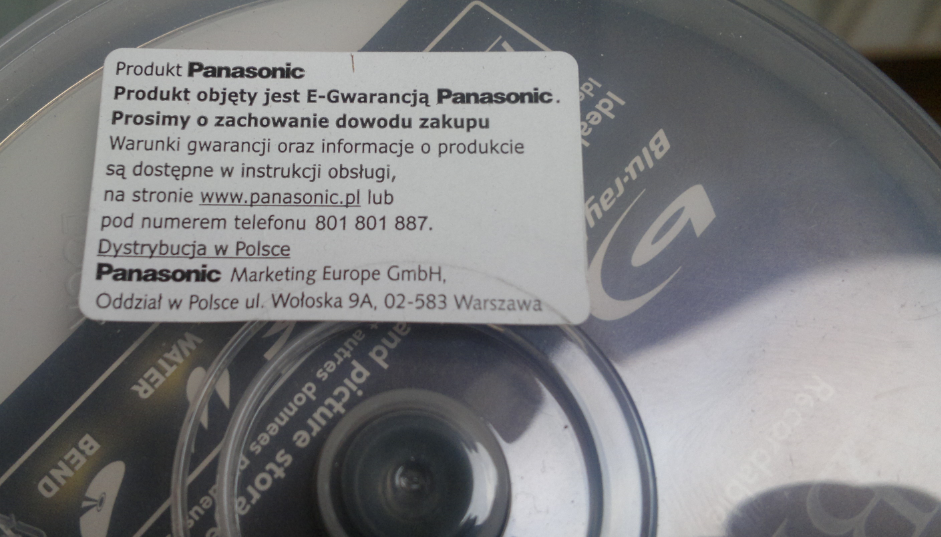 Produkt Panasonic
Produkt objęty jest E-Gwarancją Panasonic.
Prosimy o zachowanie dowodu zakupu
Warunki gwarancji oraz informacje o produkcie
są dostępne w instrukcji obsługi,
na stronie www.panasonic.pl lub
pod numerem telefonu 801 801 887.
Dystrybucja w Polsce
Panasonic Marketing Europe GmbH,
Oddział w Polsce ul. Wołoska 9A, 02-583 Warszawa
Ideal
Blu-ray
and picture
autres donnees
WATER
BEND